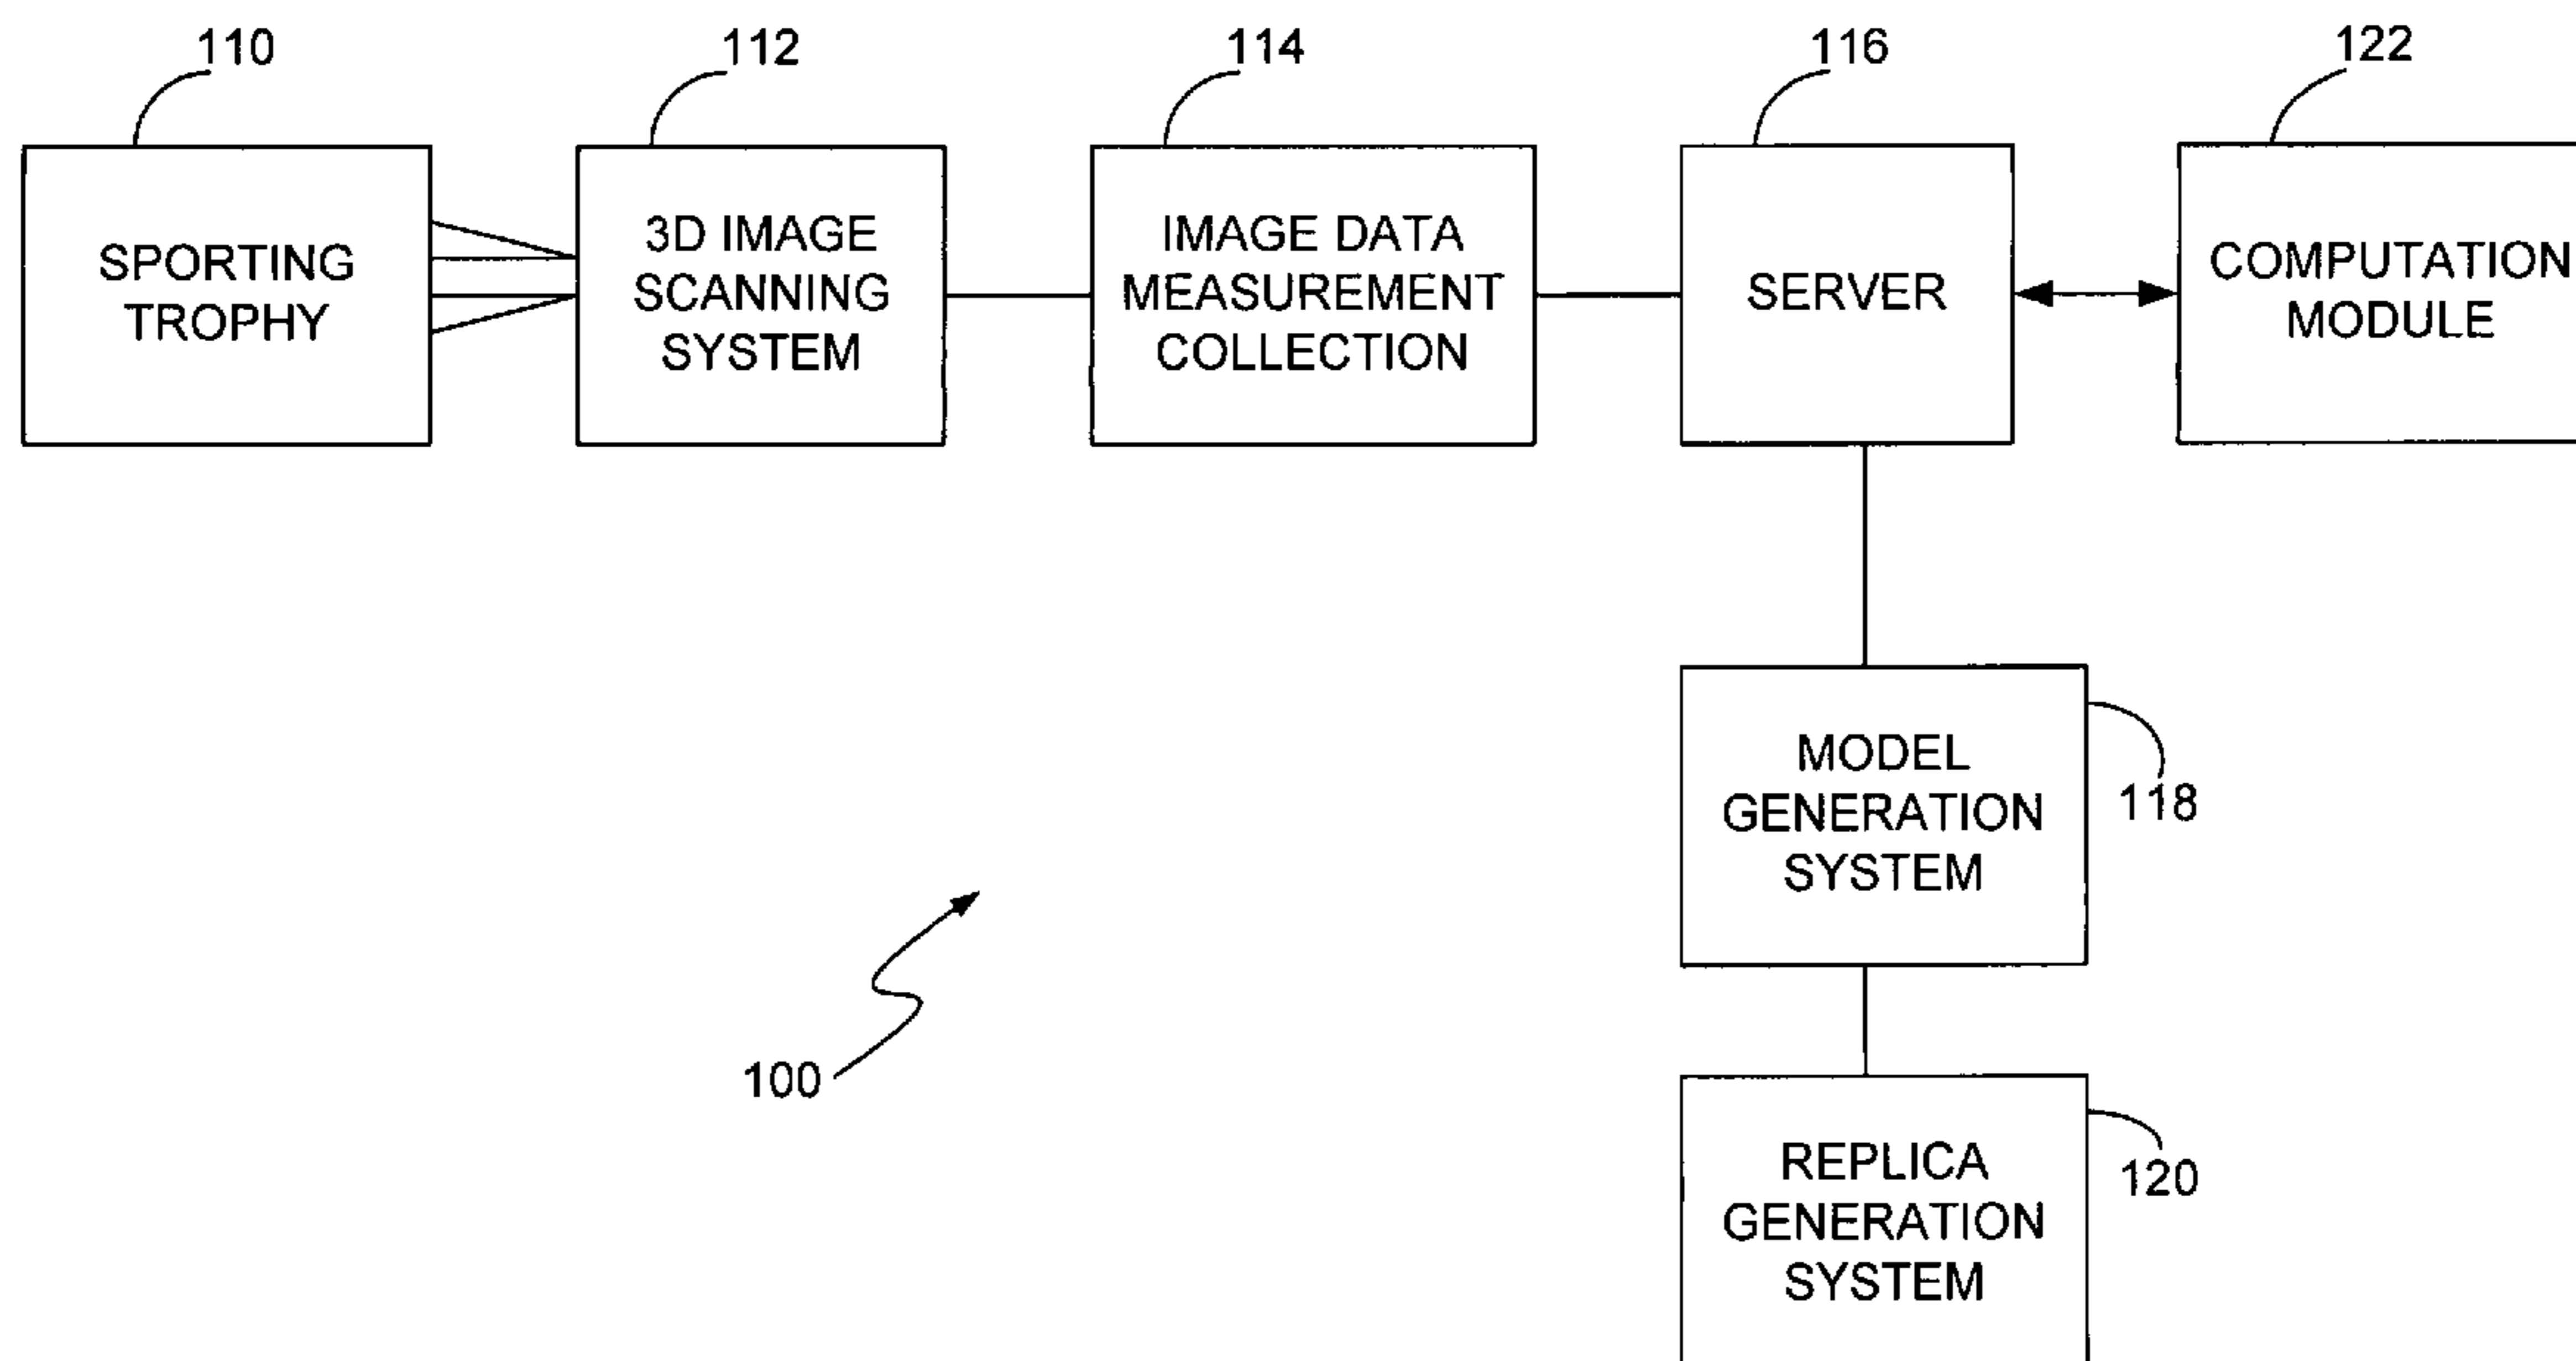 110
112
114
116
122
SPORTING
TROPHY
3D IMAGE
SCANNING
SYSTEM
IMAGE DATA
MEASUREMENT
COLLECTION
SERVER
COMPUTATION
MODULE
MODEL
GENERATION
SYSTEM
118
100
REPLICA
GENERATION
SYSTEM
120